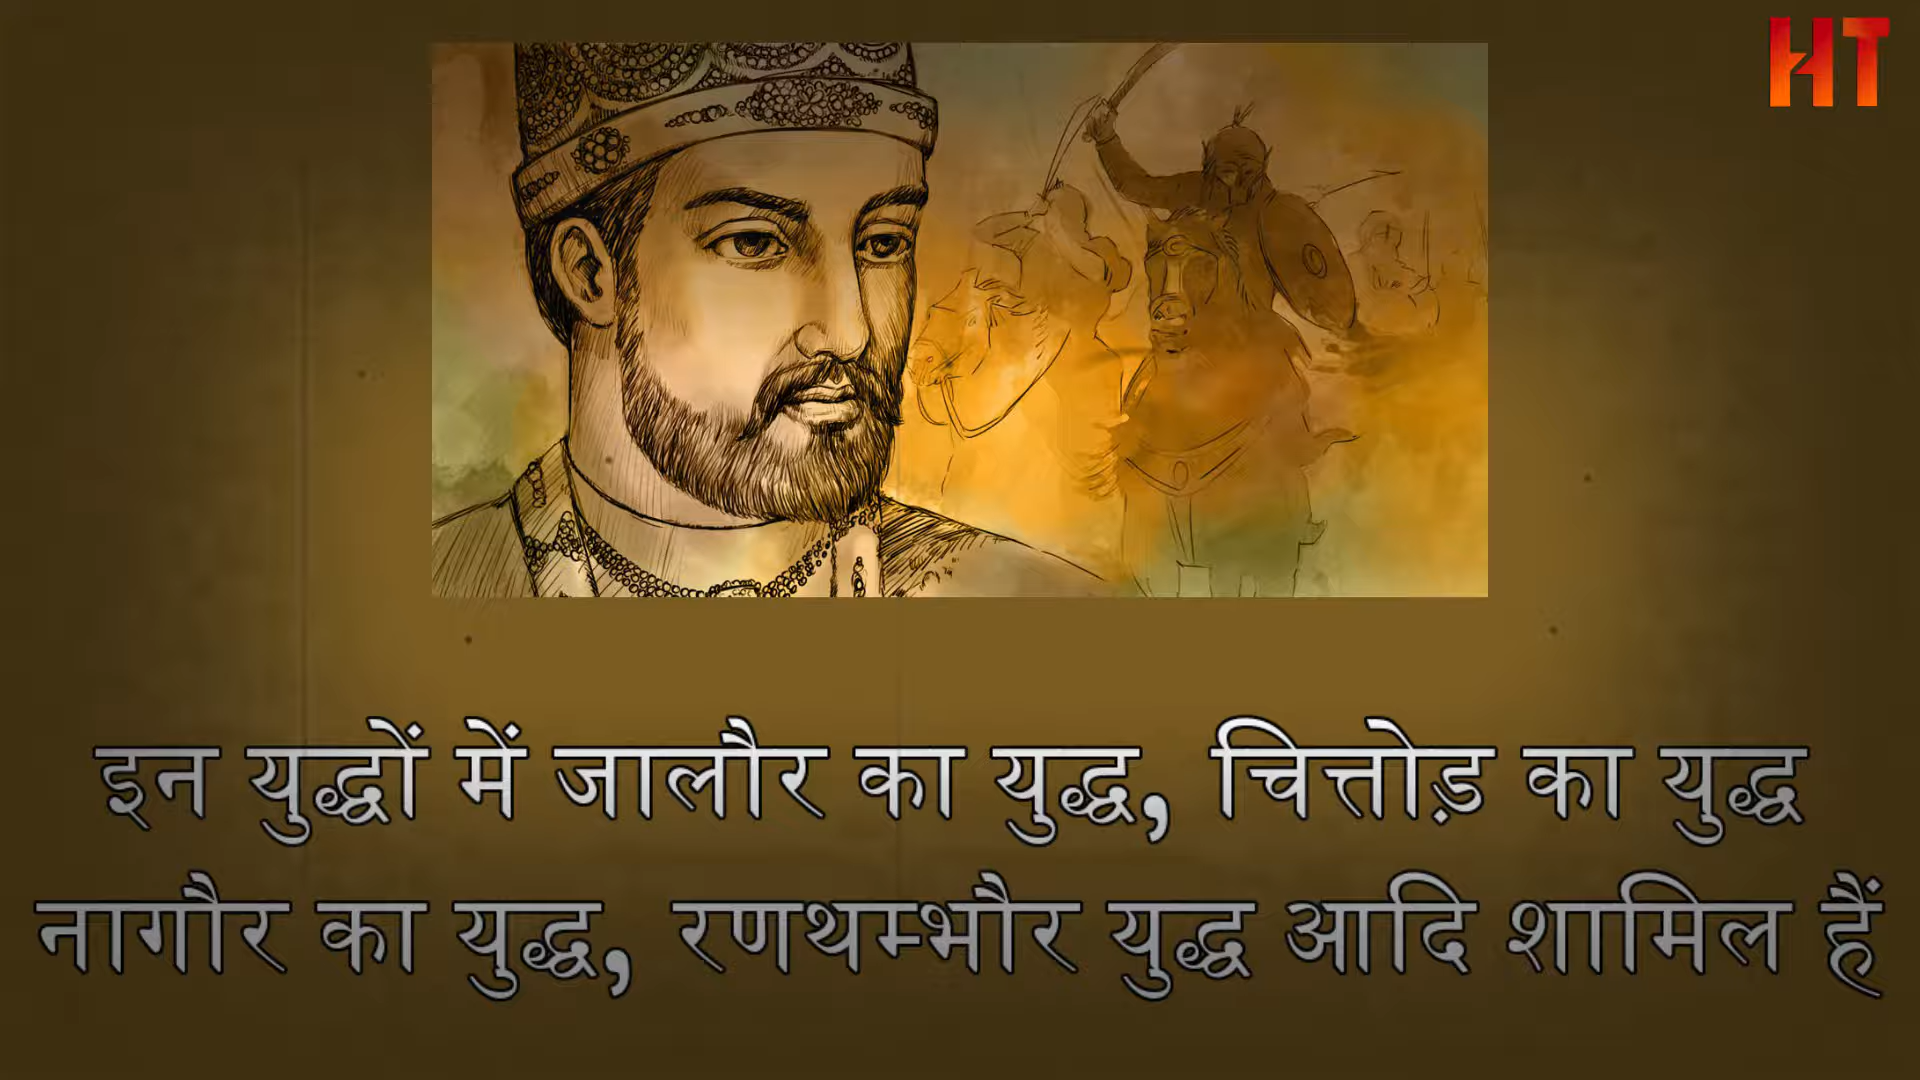 HT
इन युद्धों में जालौर का युद्ध, चित्तोड़ का युद्ध
नागौर का युद्ध, रणथम्भौर युद्ध आदि शामिल हैं